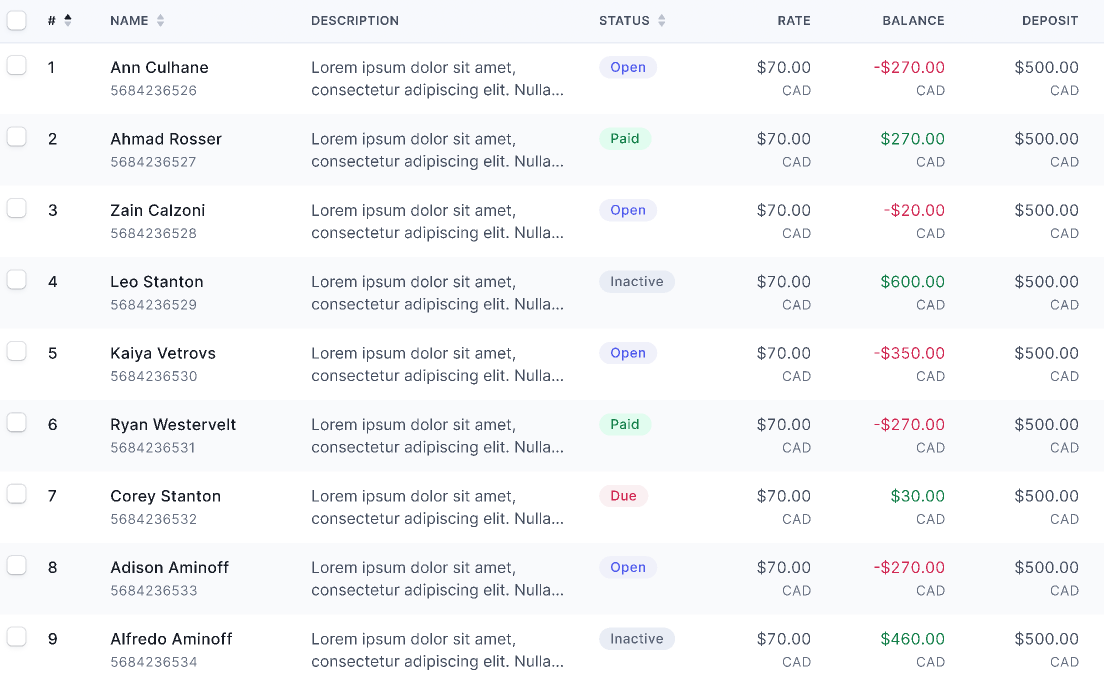 # NAME DESCRIPTION STATUS RATE BALANCE DEPOSIT
1 Ann Culhane Lorem ipsum dolor sit amet, Open $70.00 -$270.00 $500.00
5684236526 consectetur adipiscing elit. Nulla... CAD CAD CAD
2 Ahmad Rosser Lorem ipsum dolor sit amet, Paid $70.00 $270.00 $500.00
5684236527 consectetur adipiscing elit. Nulla... CAD CAD CAD
3 Zain Calzoni Lorem ipsum dolor sit amet, Open $70.00 -$20.00 $500.00
5684236528 consectetur adipiscing elit. Nulla... CAD CAD CAD
4 Leo Stanton Lorem ipsum dolor sit amet, Inactive $70.00 $600.00 $500.00
5684236529 consectetur adipiscing elit. Nulla... CAD CAD CAD
5 Kaiya Vetrovs Lorem ipsum dolor sit amet, Open $70.00 -$350.00 $500.00
5684236530 consectetur adipiscing elit. Nulla... CAD CAD CAD
6 Ryan Westervelt Lorem ipsum dolor sit amet, Paid $70.00 -$270.00 $500.00
5684236531 consectetur adipiscing elit. Nulla... CAD CAD CAD
7 Corey Stanton Lorem ipsum dolor sit amet, Due $70.00 $30.00 $500.00
5684236532 consectetur adipiscing elit. Nulla... CAD CAD CAD
8 Adison Aminoff Lorem ipsum dolor sit amet, Open $70.00 -$270.00 $500.00
5684236533 consectetur adipiscing elit. Nulla... CAD CAD CAD
9 Alfredo Aminoff Lorem ipsum dolor sit amet, Inactive $70.00 $460.00 $500.00
5684236534 consectetur adipiscing elit. Nulla... CAD CAD CAD